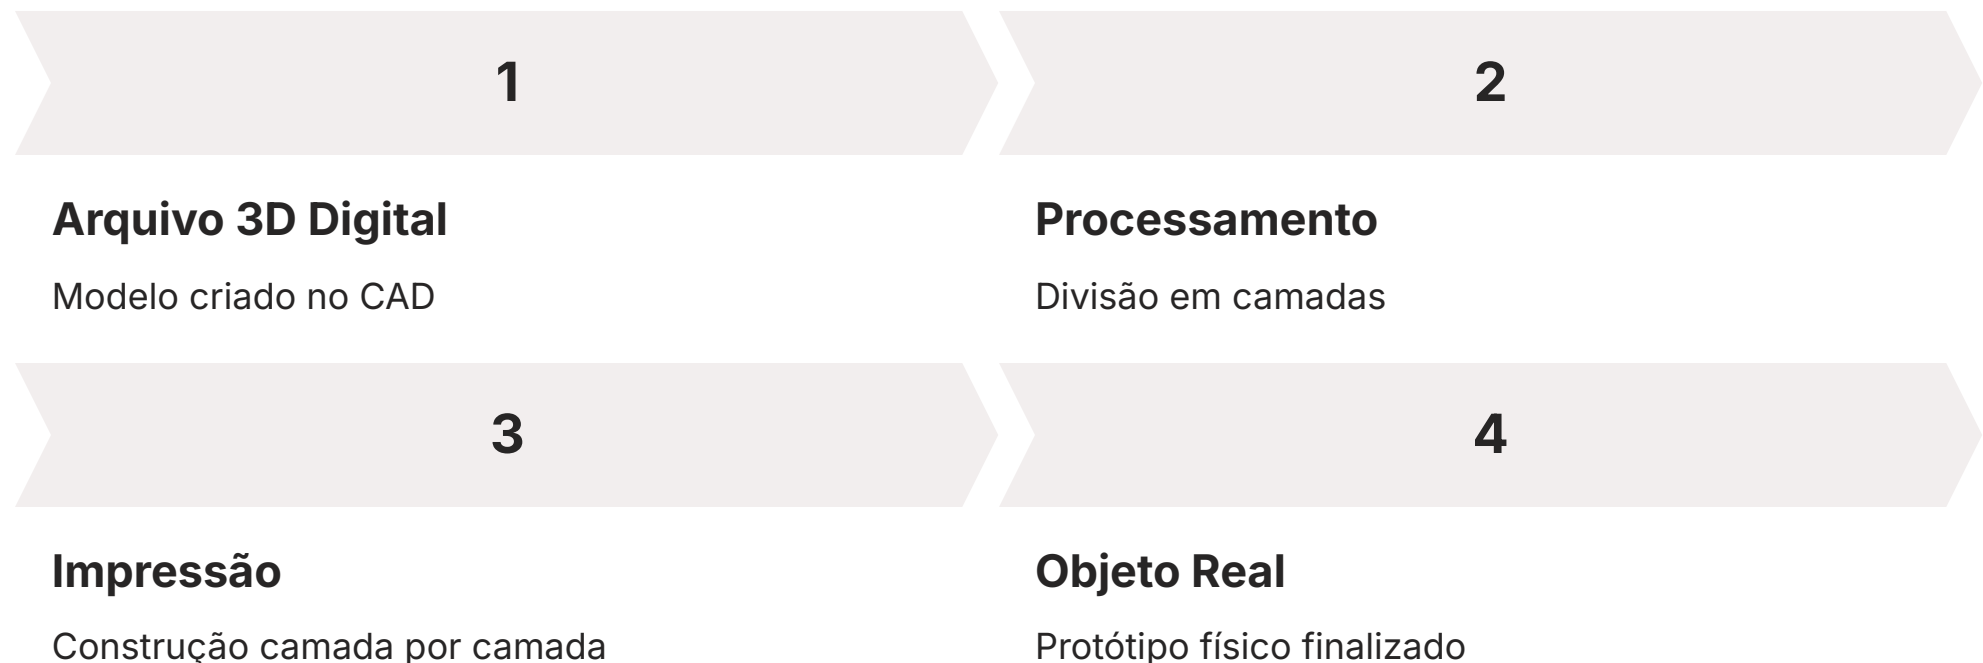 1
2
Arquivo 3D Digital
Modelo criado no CAD
Processamento
Divisão em camadas
3
4
Impressão
Construção camada por camada
Objeto Real
Protótipo físico finalizado